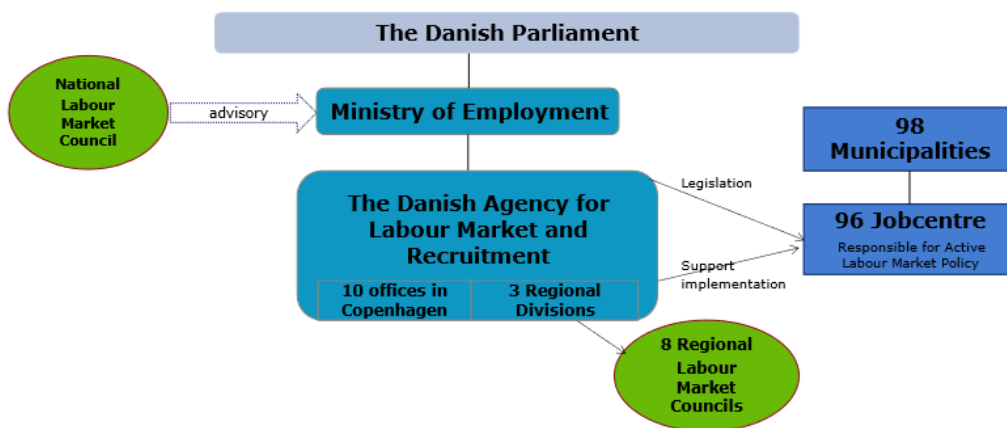 The Danish Parliament
National
Labour
Market
Council
advisory
Ministry of Employment
98
Municipalities
The Danish Agency for
Labour Market and
Recruitment
10 offices in
Copenhagen
3 Regional
Divisions
Legislation
Support
implementation
96 Jobcentre
Responsible for Active
Labour Market Policy
8 Regional
Labour
Market
Councils